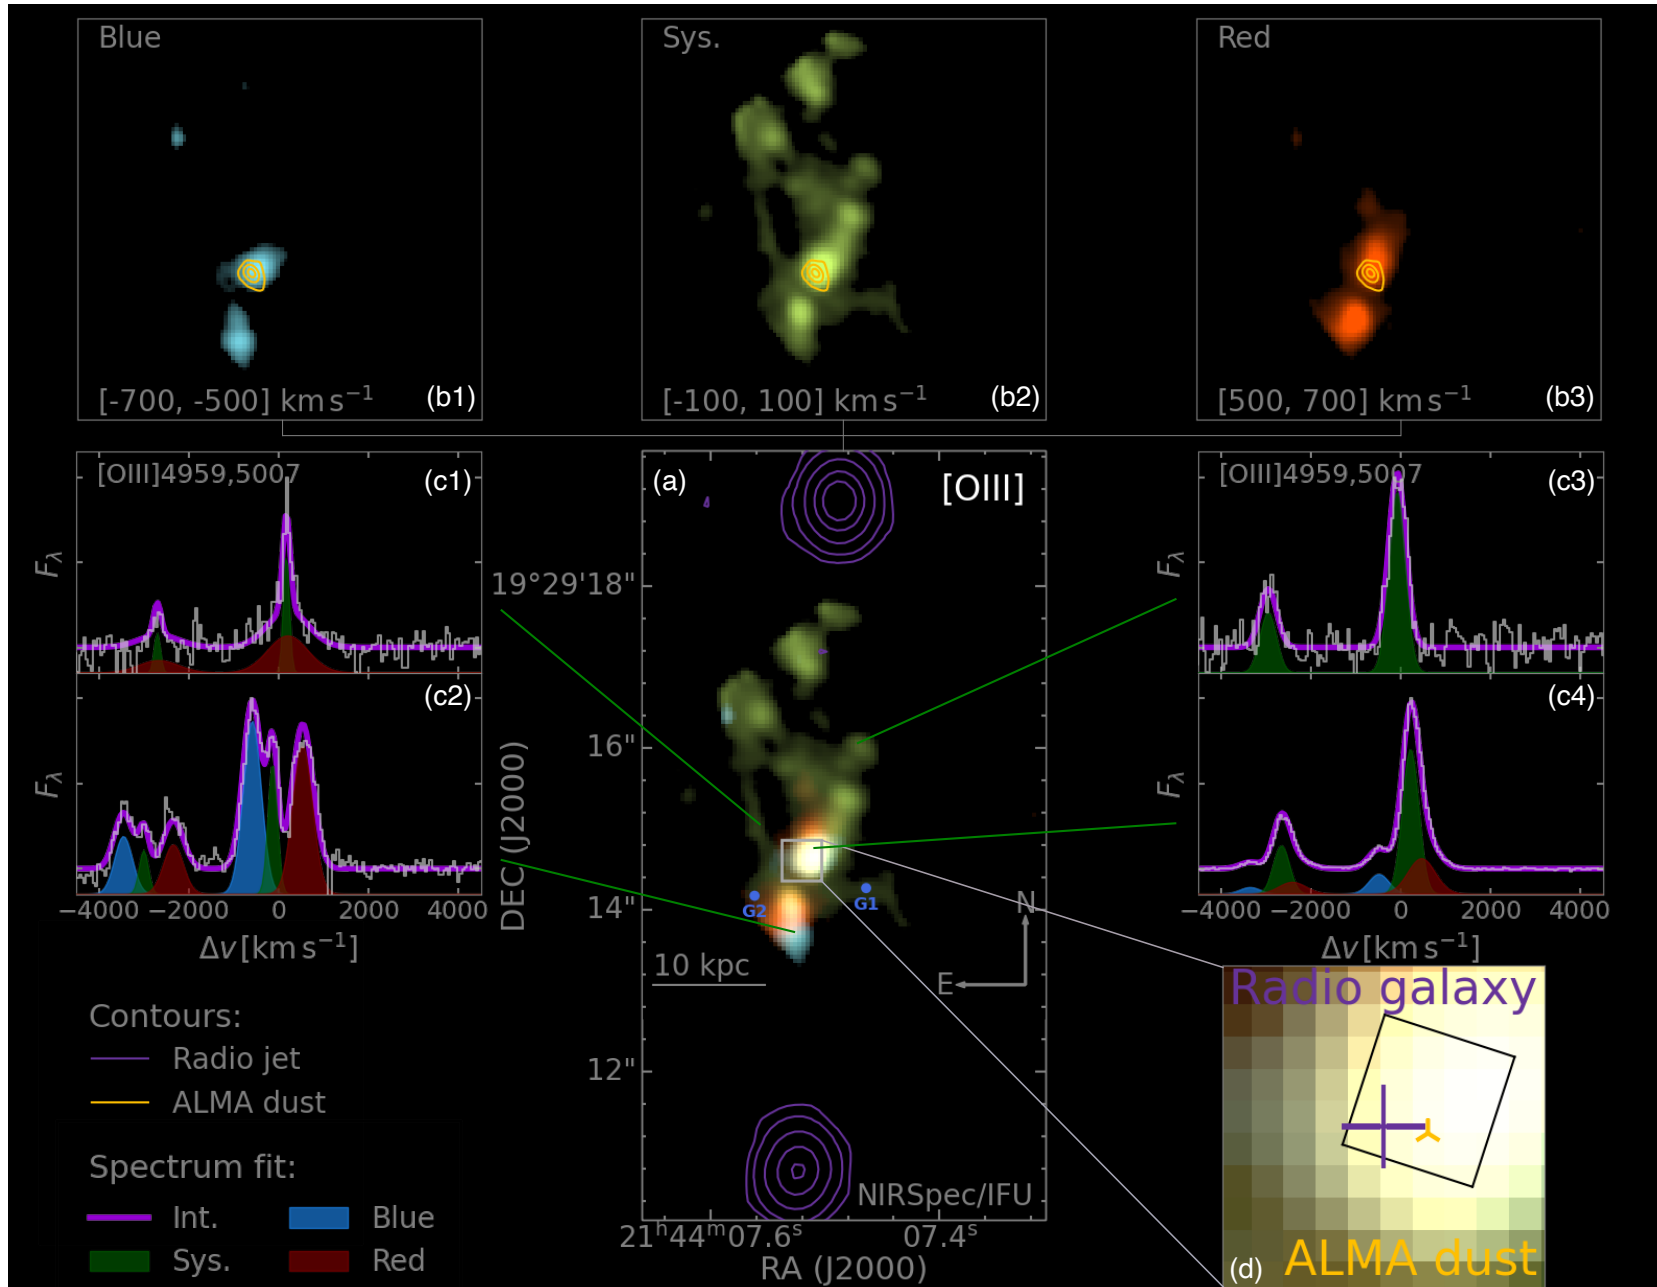 Blue
[-700, -500] km s⁻¹
(b1)
Sys.
[-100, 100] km s⁻¹
(b2)
Red
[500, 700] km s⁻¹
(b3)
[OIII]4959,5007
(c1)
F_λ
(c2)
F_λ
−4000 −2000 0 2000 4000
Δv [km s⁻¹]
(a)
[OIII]
19°29'18"
16"
14"
12"
DEC (J2000)
G2
G1
N
E
10 kpc
NIRSpec/IFU
21ʰ44ᵐ07.6ˢ 07.4ˢ
RA (J2000)
[OIII]4959,5007
(c3)
F_λ
(c4)
F_λ
−4000 −2000 0 2000 4000
Δv [km s⁻¹]
Contours:
Radio jet
ALMA dust
Spectrum fit:
Int. Blue
Sys. Red
Radio galaxy
(d) ALMA dust